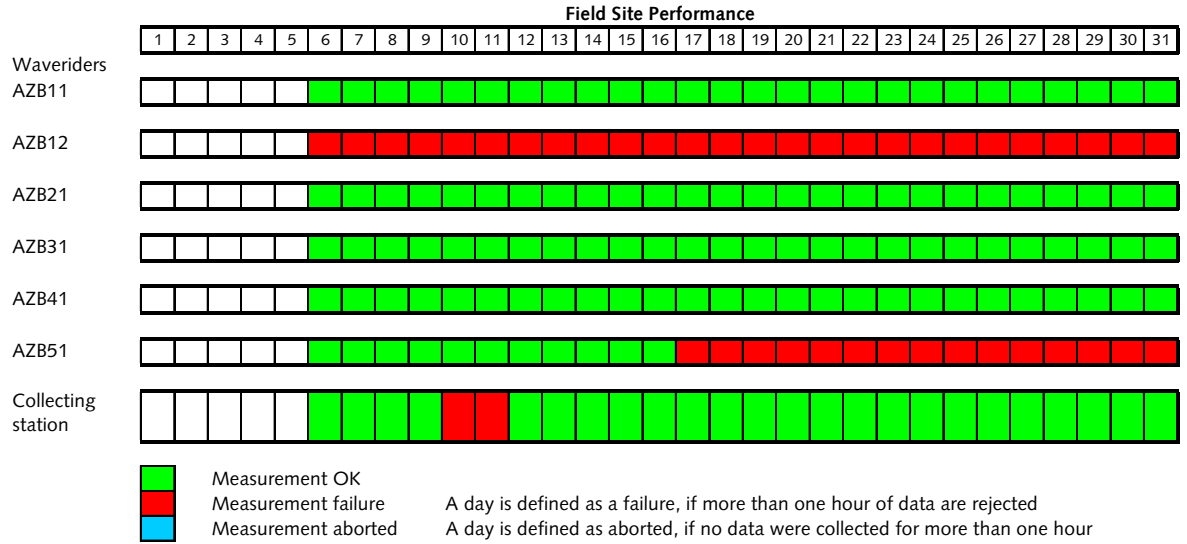 Field Site Performance
1 2 3 4 5 6 7 8 9 10 11 12 13 14 15 16 17 18 19 20 21 22 23 24 25 26 27 28 29 30 31
Waveriders
AZB11
AZB12
AZB21
AZB31
AZB41
AZB51
Collecting
station
Measurement OK
Measurement failure A day is defined as a failure, if more than one hour of data are rejected
Measurement aborted A day is defined as aborted, if no data were collected for more than one hour